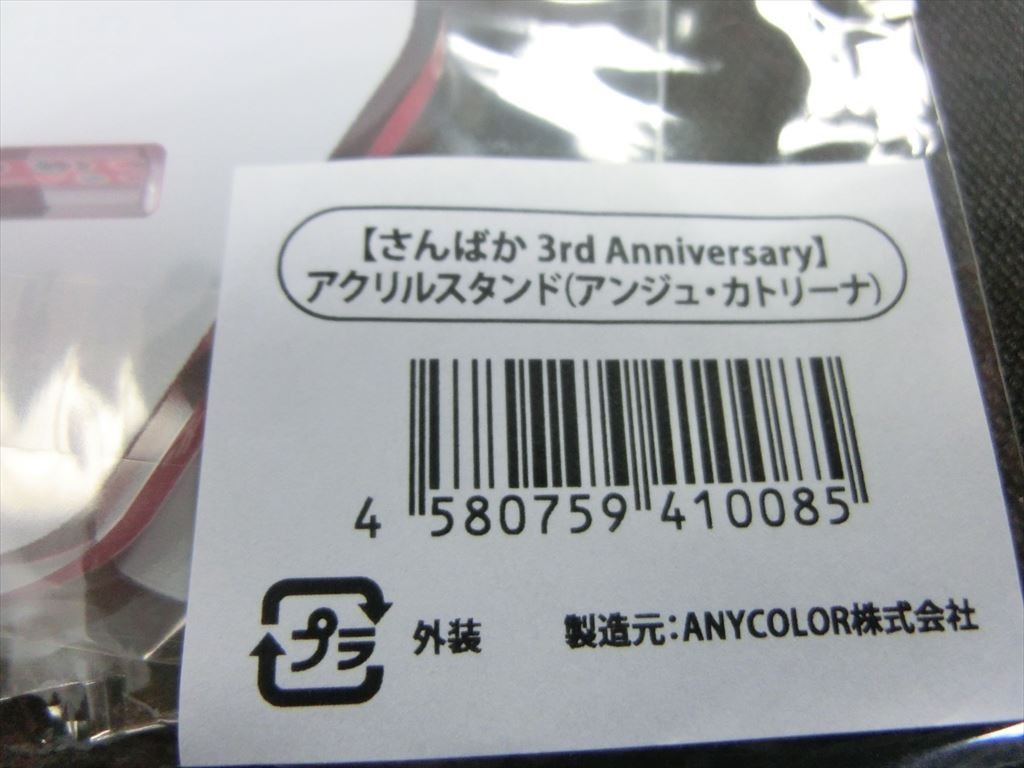 【さんばか 3rd Anniversary】
アクリルスタンド(アンジュ・カトリーナ)
4 580759 410085
プラ 外装 製造元:ANYCOLOR株式会社